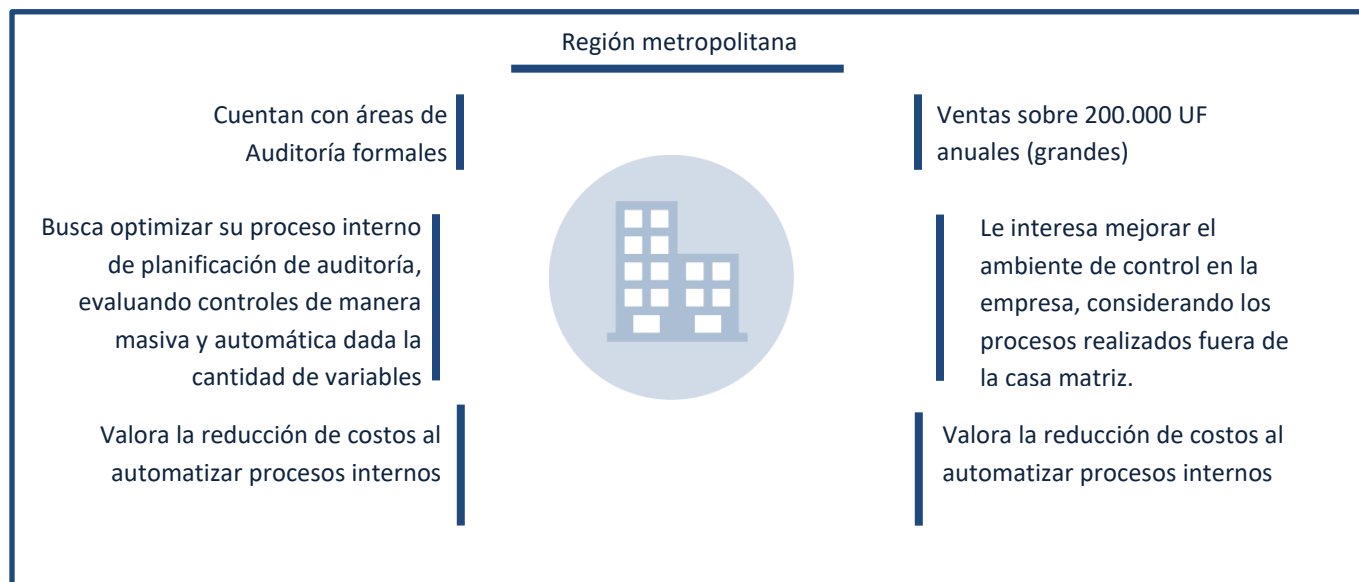 Región metropolitana
Cuentan con áreas de
Auditoría formales
Ventas sobre 200.000 UF
anuales (grandes)
Busca optimizar su proceso interno
de planificación de auditoría,
evaluando controles de manera
masiva y automática dada la
cantidad de variables
Le interesa mejorar el
ambiente de control en la
empresa, considerando los
procesos realizados fuera de
la casa matriz.
Valora la reducción de costos al
automatizar procesos internos
Valora la reducción de costos al
automatizar procesos internos